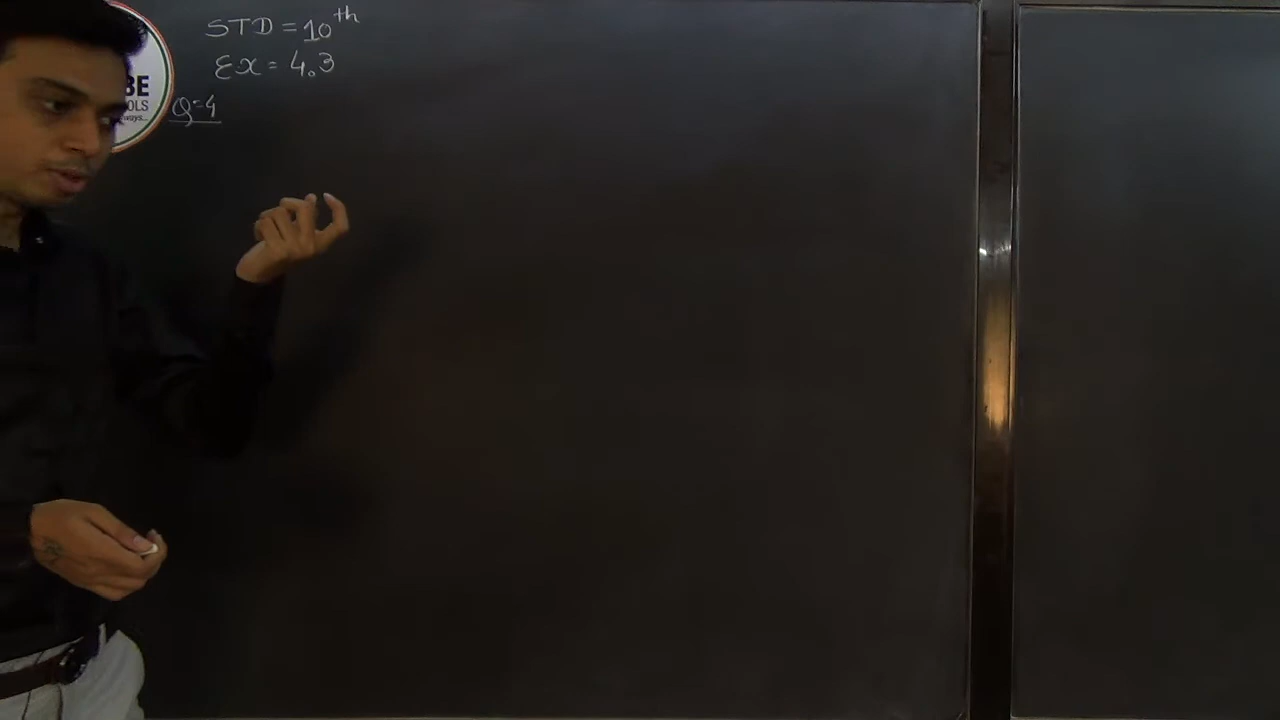 STD = 10th
Ex = 4.3
Q=4